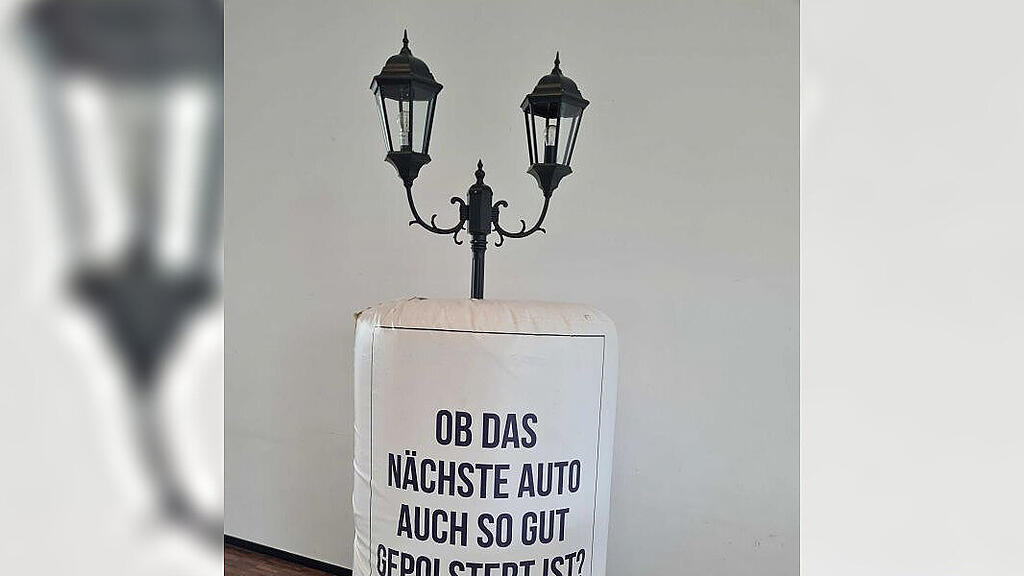 OB DAS
NÄCHSTE AUTO
AUCH SO GUT
GEPOLSTERT IST?